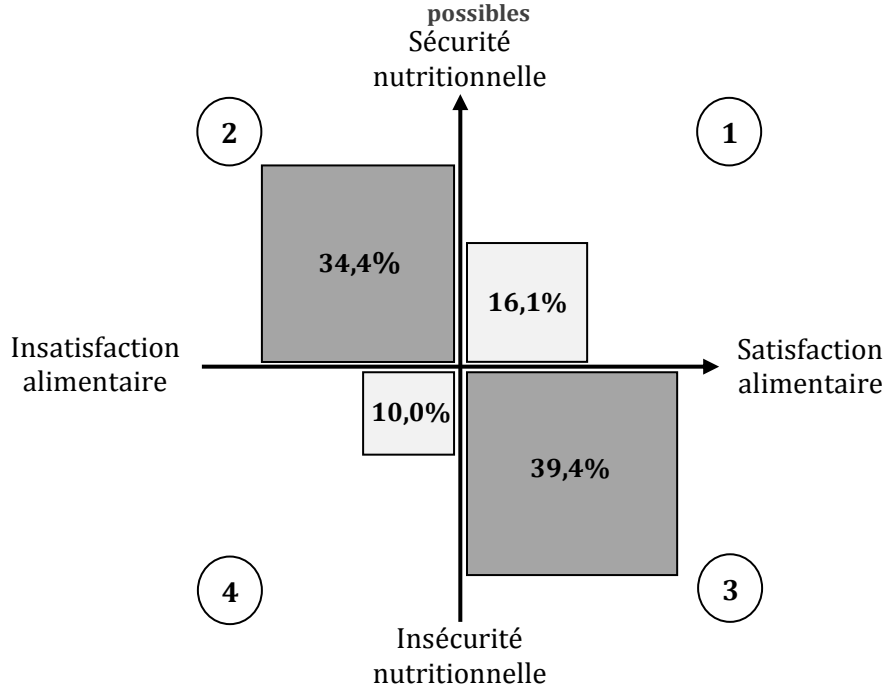 possibles
Sécurité
nutritionnelle
2
1
34,4%
16,1%
Insatisfaction
alimentaire
Satisfaction
alimentaire
10,0%
39,4%
4
3
Insécurité
nutritionnelle